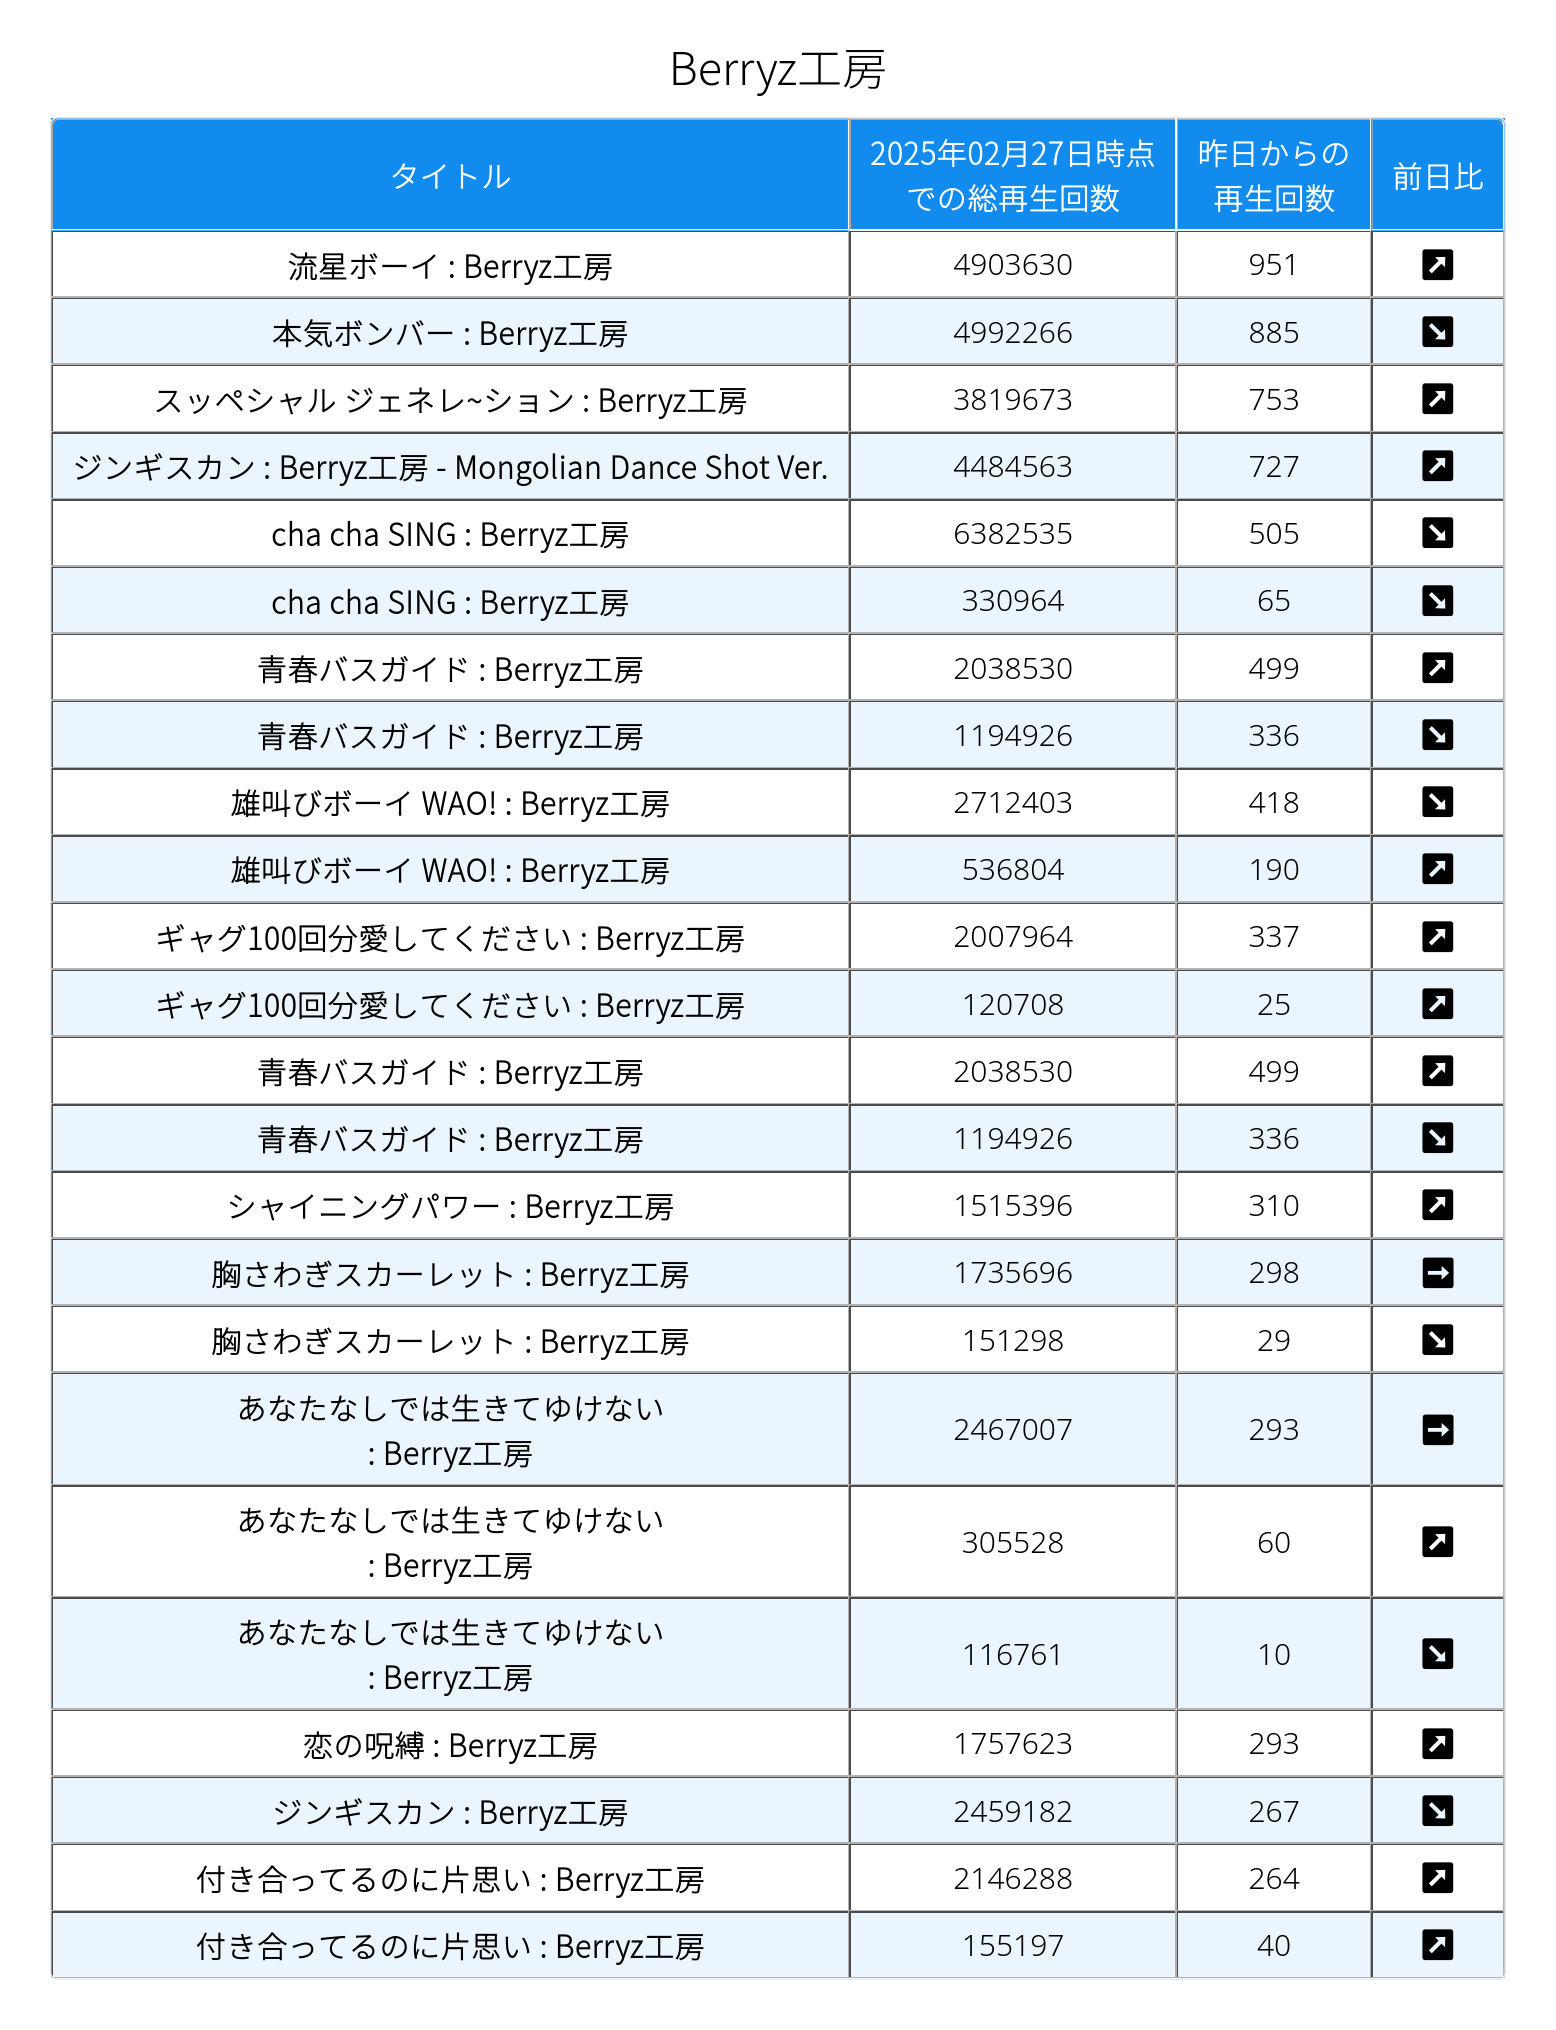 Berryz工房
タイトル 2025年02月27日時点での総再生回数 昨日からの再生回数 前日比
流星ボーイ : Berryz工房 4903630 951 ↗
本気ボンバー : Berryz工房 4992266 885 ↘
スッペシャル ジェネレ~ション : Berryz工房 3819673 753 ↗
ジンギスカン : Berryz工房 - Mongolian Dance Shot Ver. 4484563 727 ↗
cha cha SING : Berryz工房 6382535 505 ↘
cha cha SING : Berryz工房 330964 65 ↘
青春バスガイド : Berryz工房 2038530 499 ↗
青春バスガイド : Berryz工房 1194926 336 ↘
雄叫びボーイ WAO! : Berryz工房 2712403 418 ↘
雄叫びボーイ WAO! : Berryz工房 536804 190 ↗
ギャグ100回分愛してください : Berryz工房 2007964 337 ↗
ギャグ100回分愛してください : Berryz工房 120708 25 ↗
青春バスガイド : Berryz工房 2038530 499 ↗
青春バスガイド : Berryz工房 1194926 336 ↘
シャイニングパワー : Berryz工房 1515396 310 ↗
胸さわぎスカーレット : Berryz工房 1735696 298 →
胸さわぎスカーレット : Berryz工房 151298 29 ↘
あなたなしでは生きてゆけない
: Berryz工房 2467007 293 →
あなたなしでは生きてゆけない
: Berryz工房 305528 60 ↗
あなたなしでは生きてゆけない
: Berryz工房 116761 10 ↘
恋の呪縛 : Berryz工房 1757623 293 ↗
ジンギスカン : Berryz工房 2459182 267 ↘
付き合ってるのに片思い : Berryz工房 2146288 264 ↗
付き合ってるのに片思い : Berryz工房 155197 40 ↗